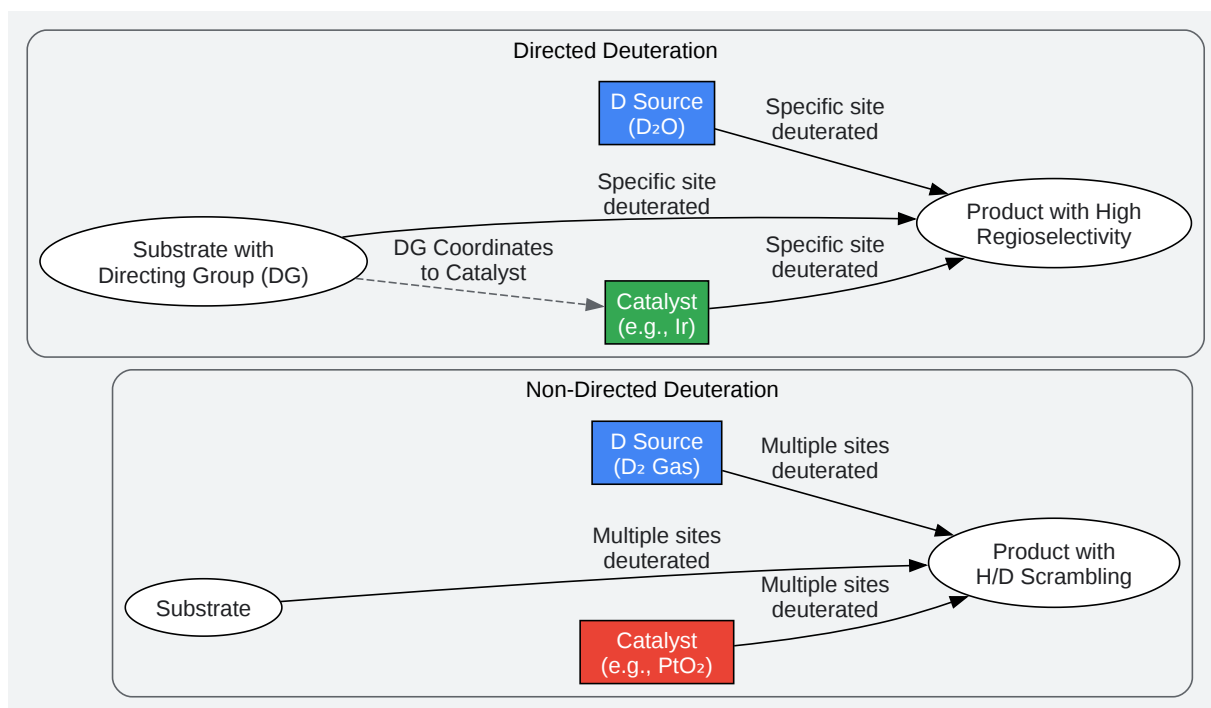 Directed Deuteration
D Source
(D₂O)
Specific site
deuterated
Specific site
deuterated
Substrate with
Directing Group (DG)
DG Coordinates
to Catalyst
Product with High
Regioselectivity
Specific site
deuterated
Catalyst
(e.g., Ir)
Non-Directed Deuteration
D Source
(D₂ Gas)
Multiple sites
deuterated
Multiple sites
deuterated
Product with
H/D Scrambling
Substrate
Multiple sites
deuterated
Catalyst
(e.g., PtO₂)